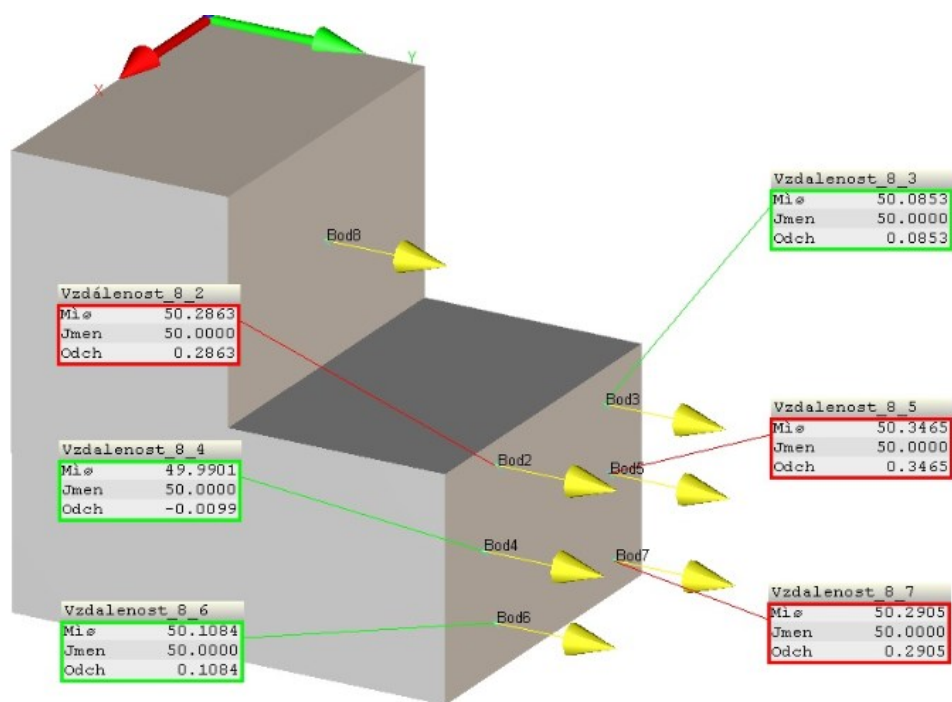 X
Y
Vzdalenost_8_3
Mìø 50.0853
Jmen 50.0000
Odch 0.0853
Bod8
Vzdálenost_8_2
Mìø 50.2863
Jmen 50.0000
Odch 0.2863
Bod3
Vzdalenost_8_5
Mìø 50.3465
Jmen 50.0000
Odch 0.3465
Vzdalenost_8_4
Mìø 49.9901
Jmen 50.0000
Odch -0.0099
Bod2
Bod5
Bod4
Bod7
Vzdalenost_8_6
Mìø 50.1084
Jmen 50.0000
Odch 0.1084
Bod6
Vzdalenost_8_7
Mìø 50.2905
Jmen 50.0000
Odch 0.2905